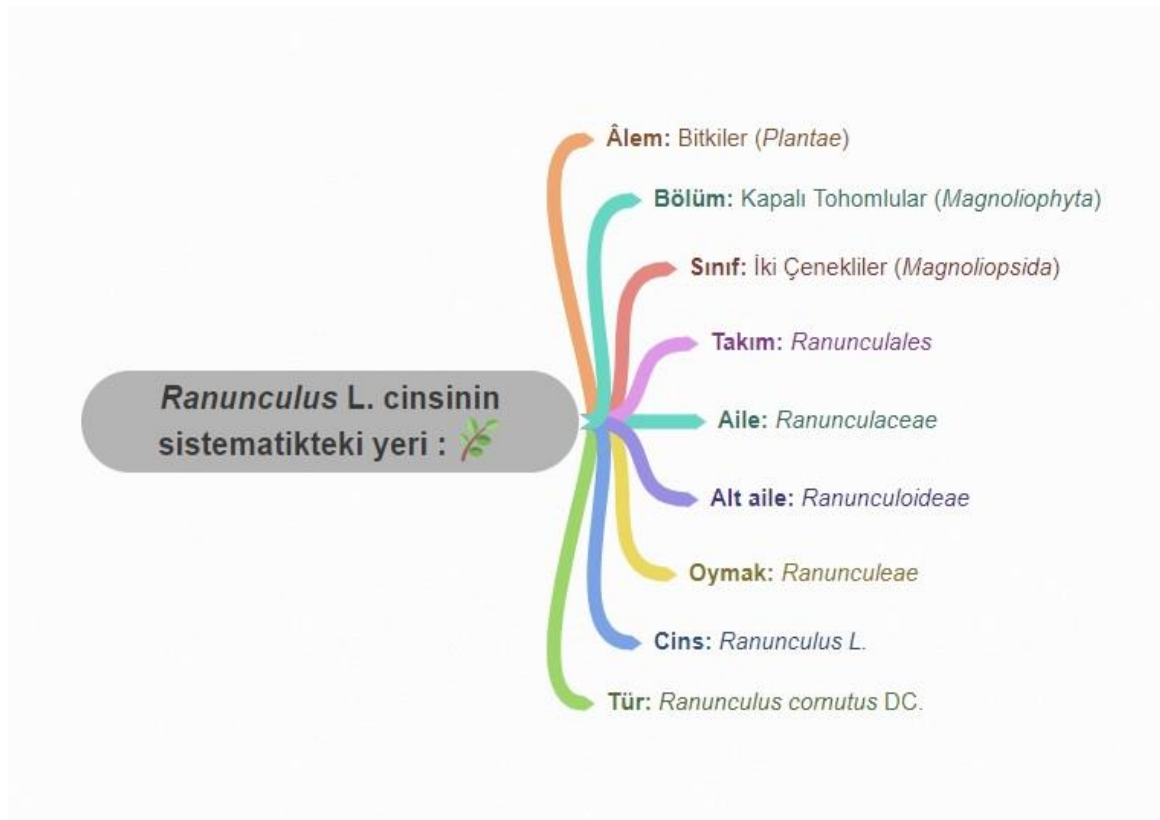 Ranunculus L. cinsinin
sistematikteki yeri :
Âlem: Bitkiler (Plantae)
Bölüm: Kapalı Tohomlular (Magnoliophyta)
Sınıf: İki Çenekliler (Magnoliopsida)
Takım: Ranunculales
Aile: Ranunculaceae
Alt aile: Ranunculoideae
Oymak: Ranunculeae
Cins: Ranunculus L.
Tür: Ranunculus cornutus DC.